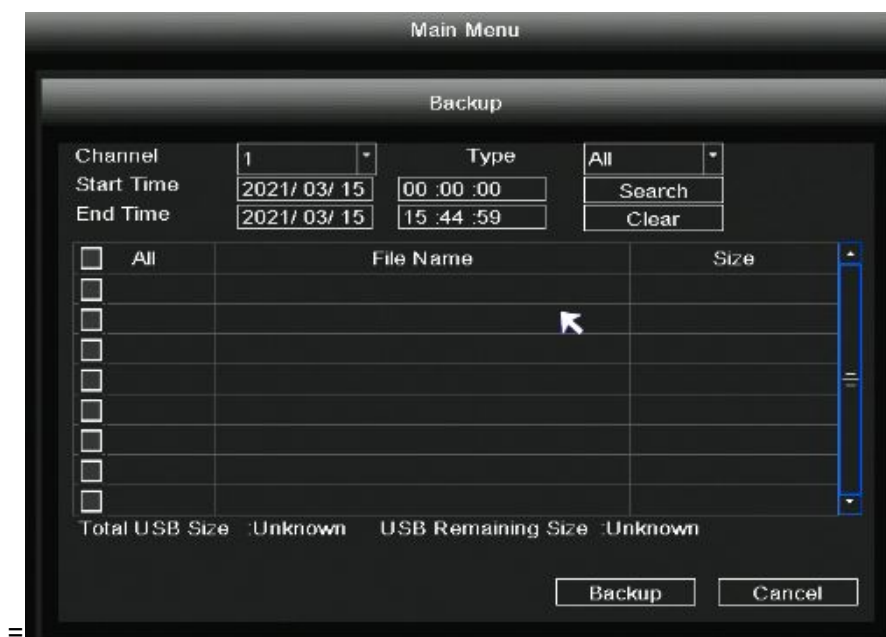 Main Menu
Backup
Channel 1 Type All
Start Time 2021/ 03/ 15 00 :00 :00 Search
End Time 2021/ 03/ 15 15 :44 :59 Clear
All File Name Size
Total USB Size :Unknown USB Remaining Size :Unknown
Backup Cancel
=